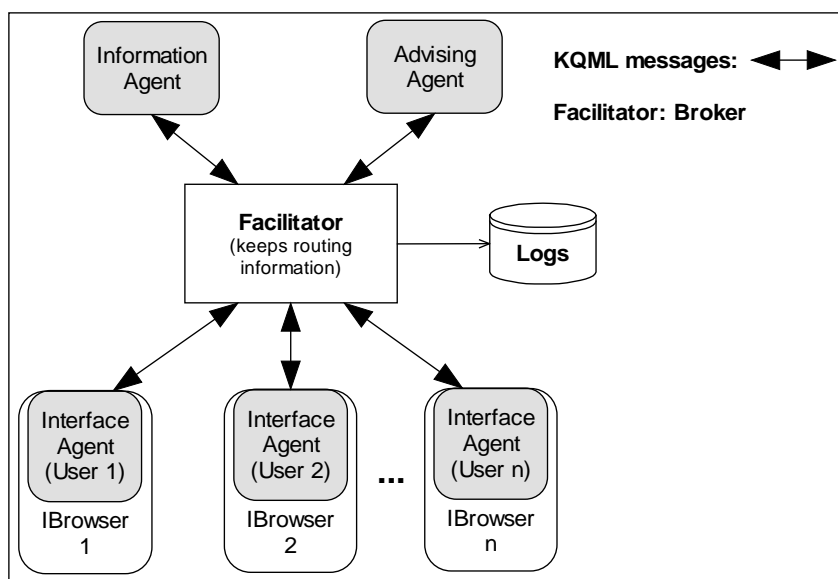 Information
Agent
Advising
Agent
KQML messages:
Facilitator: Broker
Facilitator
(keeps routing
information)
Logs
Interface
Agent
(User 1)
IBrowser
1
Interface
Agent
(User 2)
IBrowser
2
...
Interface
Agent
(User n)
IBrowser
n